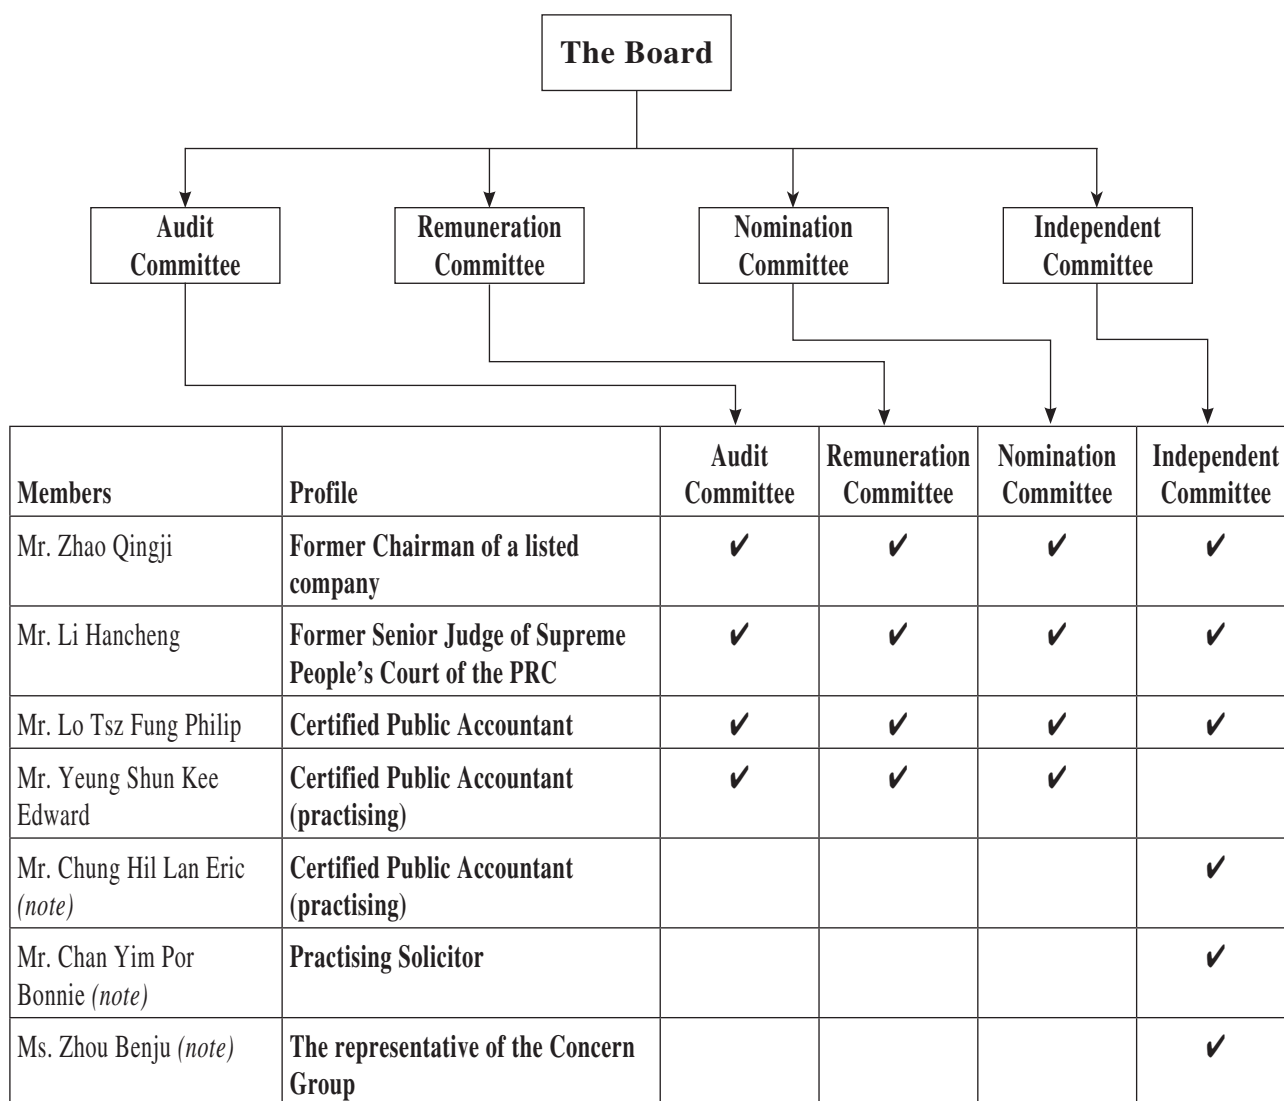 The Board
Audit
Committee
Remuneration
Committee
Nomination
Committee
Independent
Committee
Members
Profile
Audit
Committee
Remuneration
Committee
Nomination
Committee
Independent
Committee
Mr. Zhao Qingji
Former Chairman of a listed
company
✔ ✔ ✔ ✔
Mr. Li Hancheng
Former Senior Judge of Supreme
People’s Court of the PRC
✔ ✔ ✔ ✔
Mr. Lo Tsz Fung Philip
Certified Public Accountant
✔ ✔ ✔ ✔
Mr. Yeung Shun Kee
Edward
Certified Public Accountant
(practising)
✔ ✔ ✔
Mr. Chung Hil Lan Eric
(note)
Certified Public Accountant
(practising)
✔
Mr. Chan Yim Por
Bonnie (note)
Practising Solicitor
✔
Ms. Zhou Benju (note)
The representative of the Concern
Group
✔